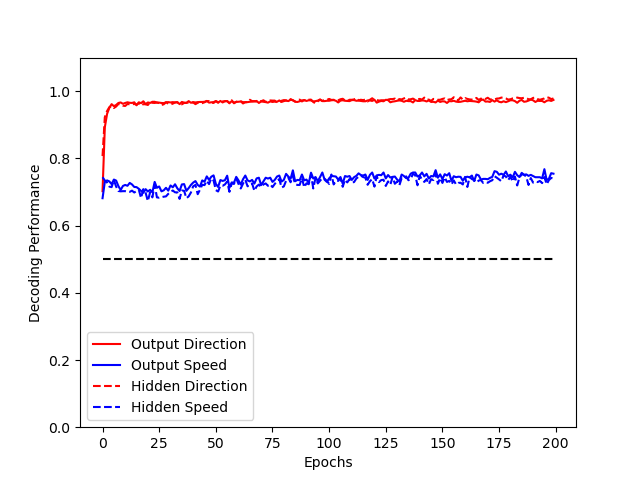 1.0
0.8
0.6
0.4
0.2
0.0
Decoding Performance
Output Direction
Output Speed
Hidden Direction
Hidden Speed
0 25 50 75 100 125 150 175 200
Epochs